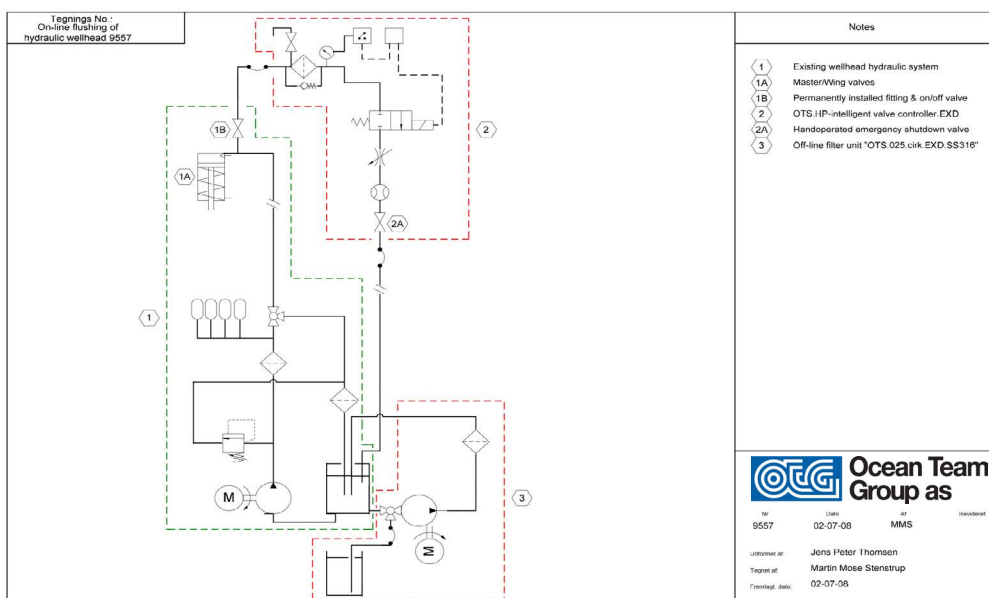 Tegnings No.:
On-line flushing of
hydraulic wellhead 9557
Notes
1 Existing wellhead hydraulic system
1A Master/Wing valves
1B Permanently installed fitting & on/off valve
2 OTS.HP-intelligent valve controller.EXD
2A Handoperated emergency shutdown valve
3 Off-line filter unit "OTS.025.cirk.EXD.SS316"
1B
2
1A
2A
1
3
M
M
OTG
Ocean Team
Group as
Nr Dato Af Revideret
9557 02-07-08 MMS
Udformet af: Jens Peter Thomsen
Tegnet af: Martin Mose Stenstrup
Fremlagt. dato: 02-07-08